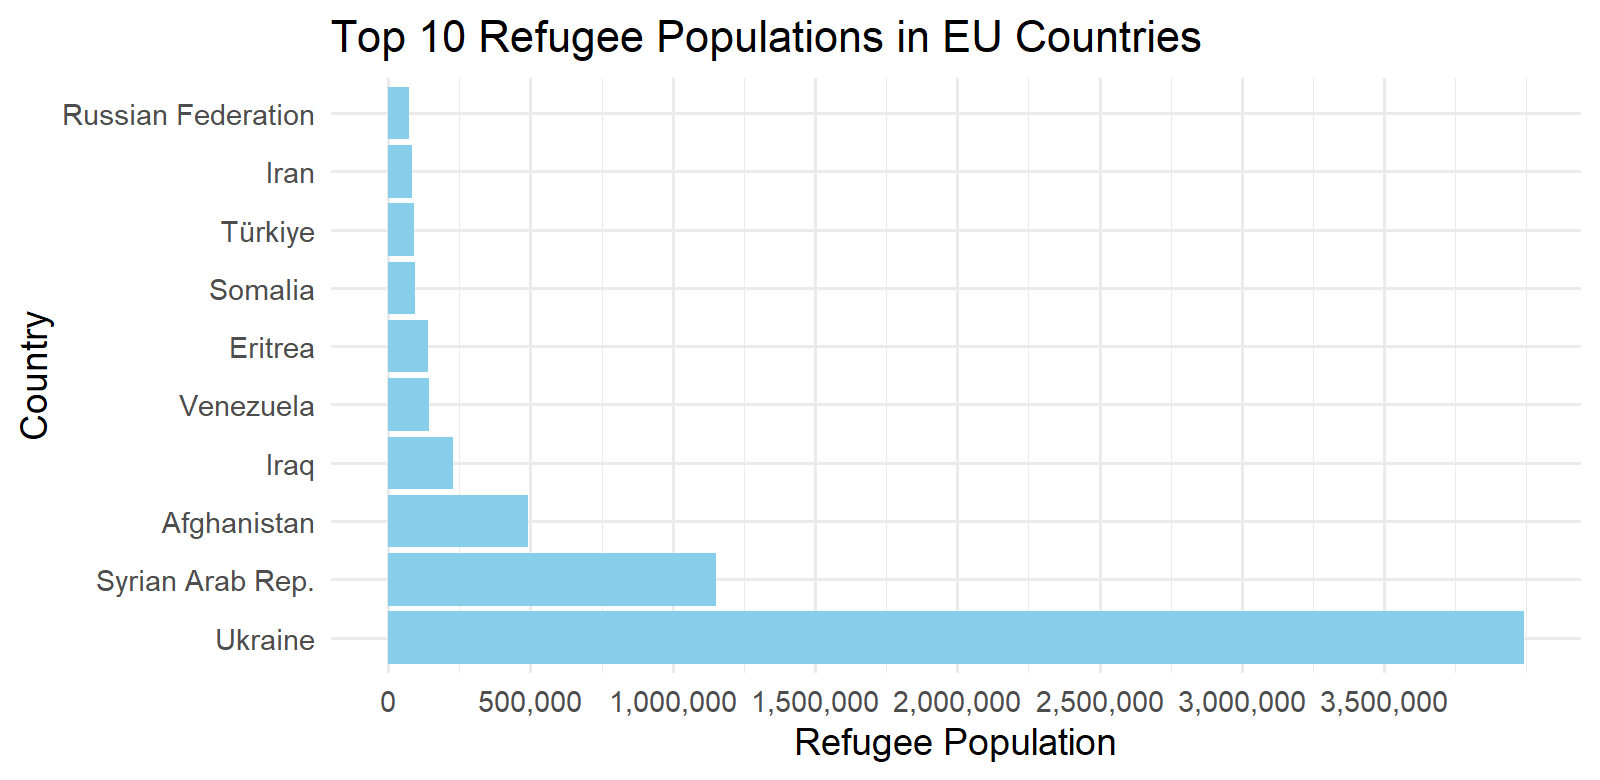 Top 10 Refugee Populations in EU Countries
Russian Federation
Iran
Türkiye
Somalia
Eritrea
Venezuela
Iraq
Afghanistan
Syrian Arab Rep.
Ukraine
Country
0 500,000 1,000,000 1,500,000 2,000,000 2,500,000 3,000,000 3,500,000
Refugee Population